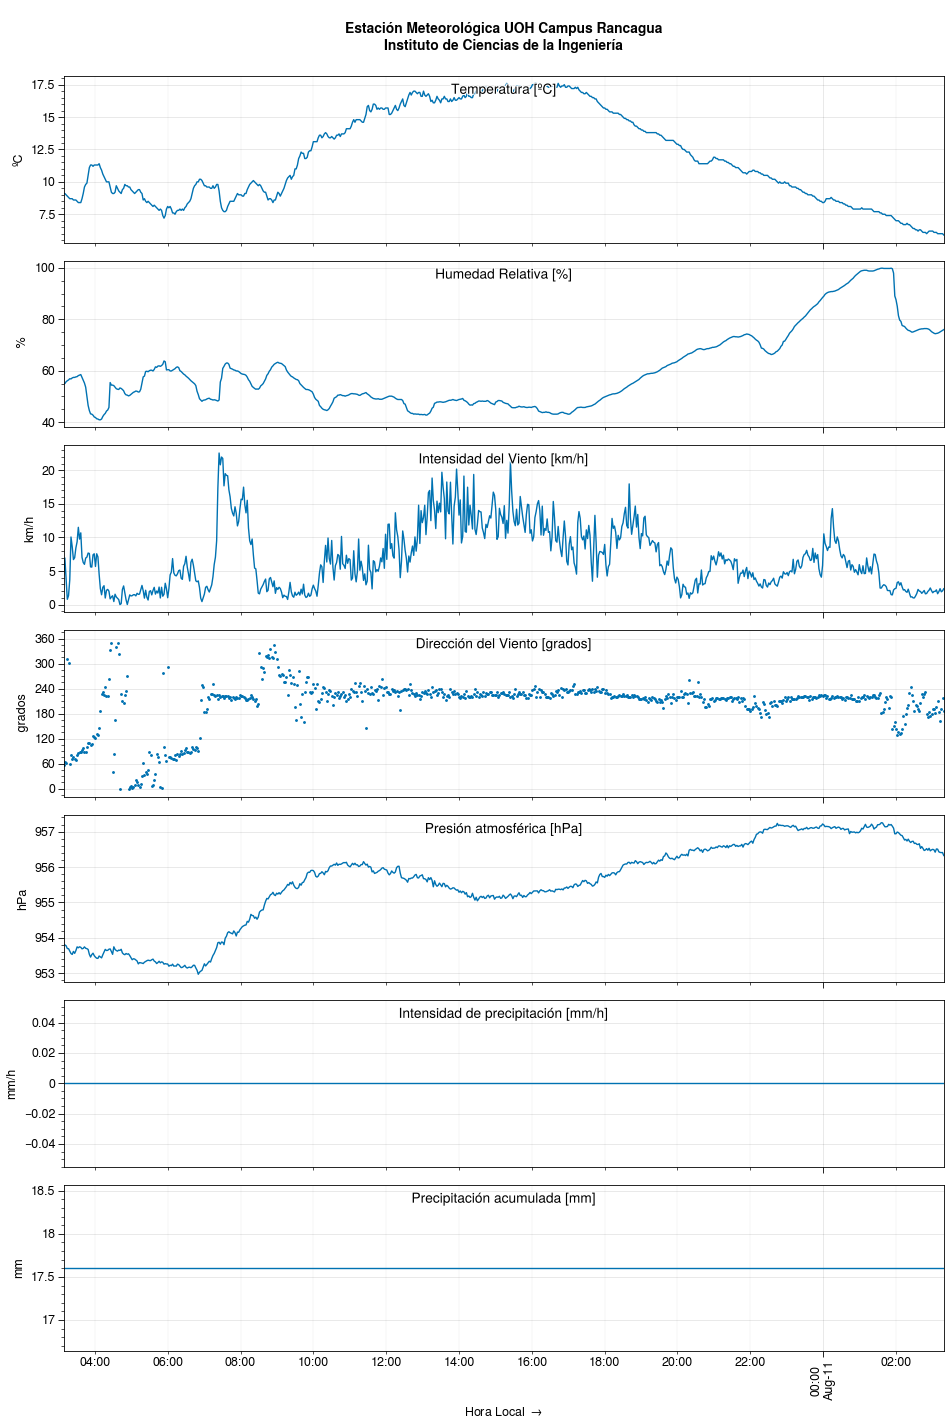 Estación Meteorológica UOH Campus Rancagua
Instituto de Ciencias de la Ingeniería
Temperatura [ºC]
ºC
17.5
15
12.5
10
7.5
Humedad Relativa [%]
%
100
80
60
40
Intensidad del Viento [km/h]
km/h
20
15
10
5
0
Dirección del Viento [grados]
grados
360
300
240
180
120
60
0
Presión atmosférica [hPa]
hPa
957
956
955
954
953
Intensidad de precipitación [mm/h]
mm/h
0.04
0.02
0
−0.02
−0.04
Precipitación acumulada [mm]
mm
18.5
18
17.5
17
04:00 06:00 08:00 10:00 12:00 14:00 16:00 18:00 20:00 22:00 00:00 02:00
Aug-11
Hora Local →